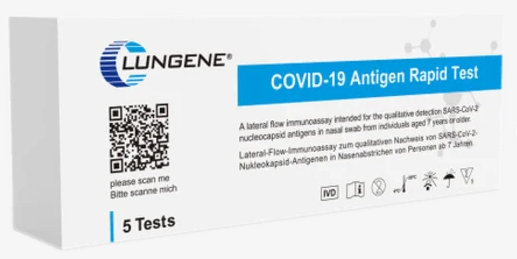 CLUNGENE®
COVID-19 Antigen Rapid Test
A lateral flow immunoassay intended for the qualitative detection SARS-CoV-2
nucleocapsid antigens in nasal swab from individuals aged 7 years or older.
Lateral-Flow-Immunoassay zum qualitativen Nachweis von SARS-CoV-2-
Nukleokapsid-Antigenen in Nasenabstrichen von Personen ab 7 Jahren.
please scan me
Bitte scanne mich
IVD
5 Tests